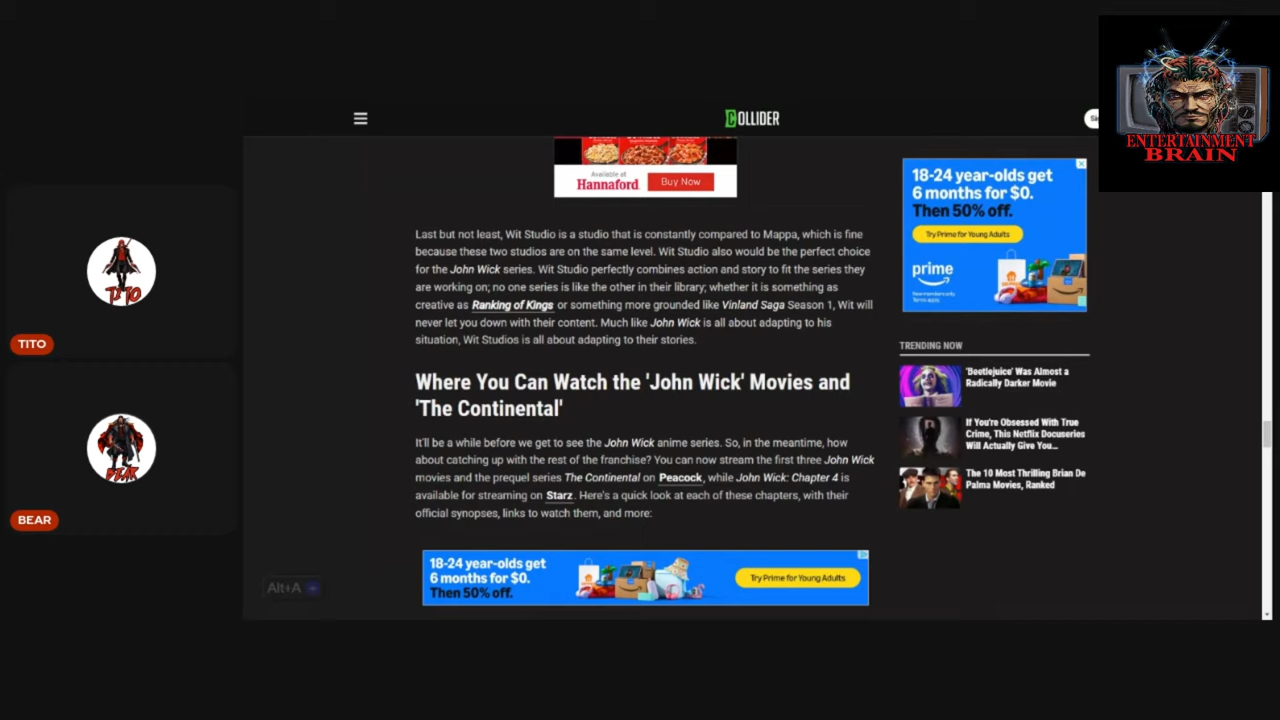 COLLIDER
ENTERTAINMENT
BRAIN
Available at
Hannaford
Buy Now
18-24 year-olds get
6 months for $0.
Then 50% off.
Try Prime for Young Adults
prime
New members only.
Terms apply.
Last but not least, Wit Studio is a studio that is constantly compared to Mappa, which is fine
because these two studios are on the same level. Wit Studio also would be the perfect choice
for the John Wick series. Wit Studio perfectly combines action and story to fit the series they
are working on; no one series is like the other in their library; whether it is something as
creative as Ranking of Kings or something more grounded like Vinland Saga Season 1, Wit will
never let you down with their content. Much like John Wick is all about adapting to his
situation, Wit Studios is all about adapting to their stories.
TITO
TITO
TRENDING NOW
'Beetlejuice' Was Almost a
Radically Darker Movie
If You're Obsessed With True
Crime, This Netflix Docuseries
Will Actually Give You...
The 10 Most Thrilling Brian De
Palma Movies, Ranked
Where You Can Watch the 'John Wick' Movies and
'The Continental'
It'll be a while before we get to see the John Wick anime series. So, in the meantime, how
about catching up with the rest of the franchise? You can now stream the first three John Wick
movies and the prequel series The Continental on Peacock, while John Wick: Chapter 4 is
available for streaming on Starz. Here's a quick look at each of these chapters, with their
official synopses, links to watch them, and more:
BEAR
BEAR
18-24 year-olds get
6 months for $0.
Then 50% off.
Try Prime for Young Adults
Alt+A